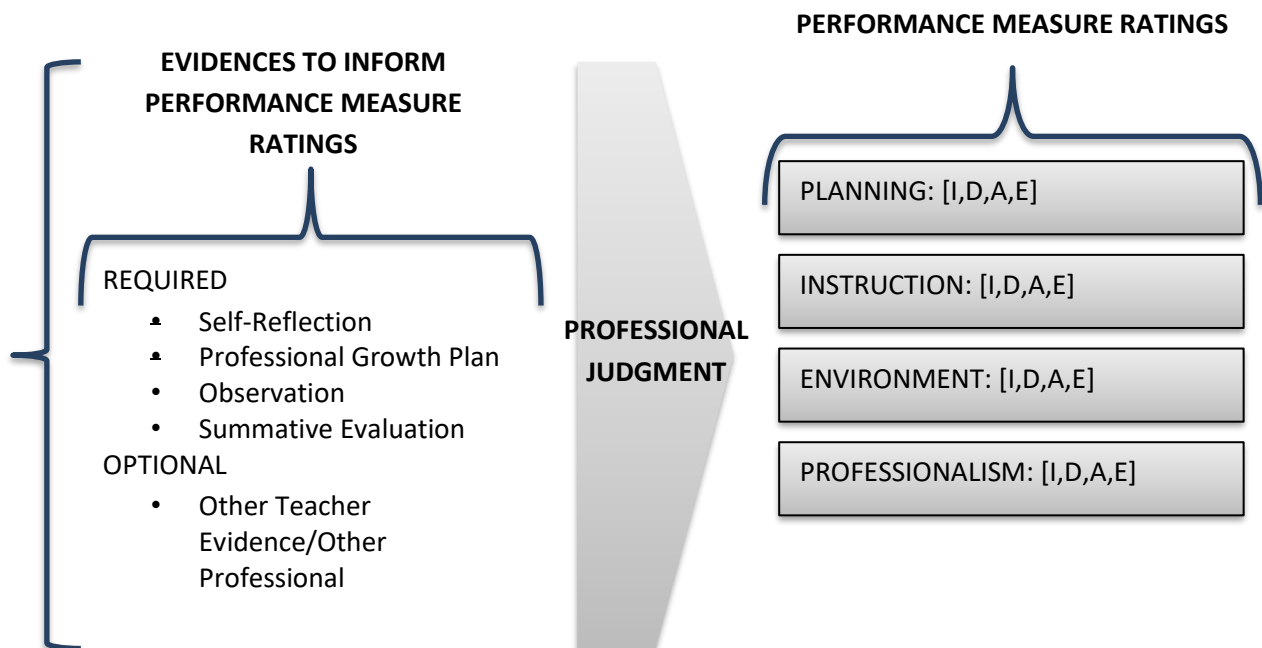 EVIDENCES TO INFORM
PERFORMANCE MEASURE
RATINGS
REQUIRED
• Self-Reflection
• Professional Growth Plan
• Observation
• Summative Evaluation
OPTIONAL
• Other Teacher
Evidence/Other
Professional
PROFESSIONAL
JUDGMENT
PERFORMANCE MEASURE RATINGS
PLANNING: [I,D,A,E]
INSTRUCTION: [I,D,A,E]
ENVIRONMENT: [I,D,A,E]
PROFESSIONALISM: [I,D,A,E]